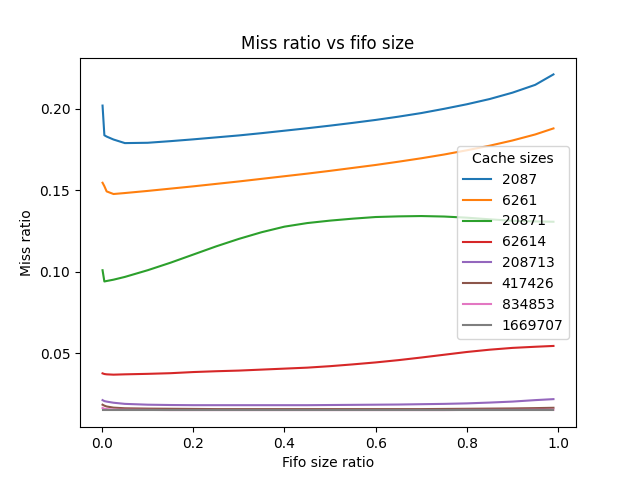 Miss ratio vs fifo size
Miss ratio
0.20
0.15
0.10
0.05
Cache sizes
2087
6261
20871
62614
208713
417426
834853
1669707
0.0 0.2 0.4 0.6 0.8 1.0
Fifo size ratio